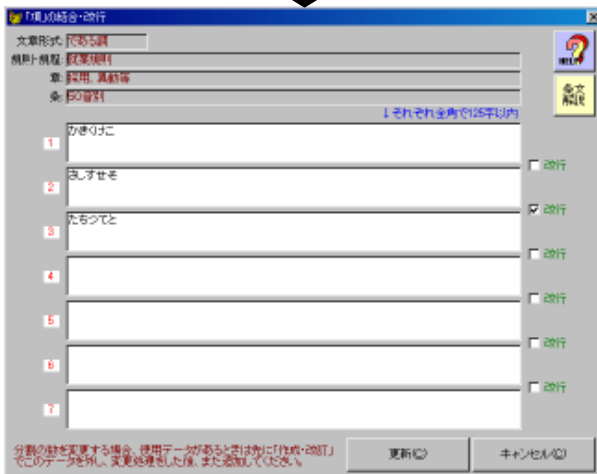 「項」の結合・改行
文章形式 である調
規則・規程 就業規則
章 採用、異動等
条 50音別
HELP
条文
解説
↓それぞれ全角で125字以内
1 かきくけこ
改行
2 さしすせそ
改行
3 たちつてと
改行
4
改行
5
改行
6
改行
7
分割の数を変更する場合、使用データがあるときは先に「作成・改訂」
でこのデータを外し、変更処理をした後、また追加してください。
更新(C)
キャンセル(Q)